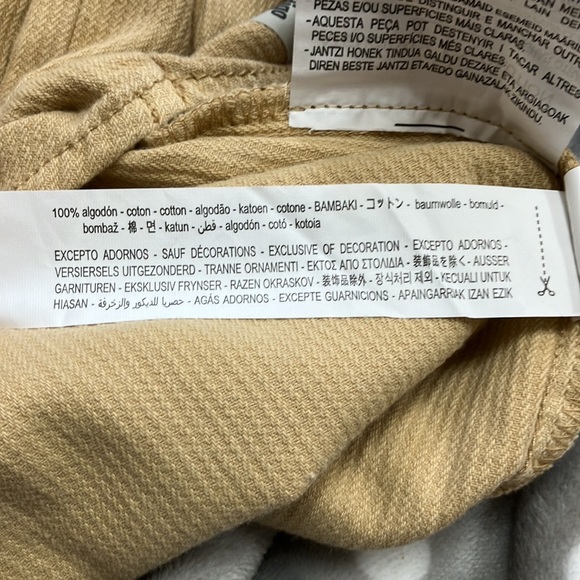 PEÇAS E/OU SUPERFÍCIES MAIS CLARAS.
-AQUESTA PEÇA POT DESTENYIR I TACAR ALTRES
PECES I/O SUPERFÍCIES MÉS CLARES.
- JANTZI HONEK TINDUA GALDU DEZAKE ETA ARGIAGOAK
DIREN BESTE JANTZI ETA/EDO GAINAZALAK ZIKINDU.
100% algodón - coton - cotton - algodão - katoen - cotone - BAMBAKI - コットン - baumwolle - bomuld -
bombaž - 棉 - 면 - katun - قطن - algodón - cotó - kotoia
EXCEPTO ADORNOS - SAUF DÉCORATIONS - EXCLUSIVE OF DECORATION - EXCEPTO ADORNOS -
VERSIERSELS UITGEZONDERD - TRANNE ORNAMENTI - ΕΚΤΟΣ ΑΠΟ ΣΤΟΛΙΔΙΑ - 装飾品を除く - AUSSER
GARNITUREN - EKSKLUSIV FRYNSER - RAZEN OKRASKOV - 装饰品除外 - 장식처리 제외 - KECUALI UNTUK
HIASAN - حصريا للديكور والزخرفة - AGÁS ADORNOS - EXCEPTE GUARNICIONS - APAINGARRIAK IZAN EZIK